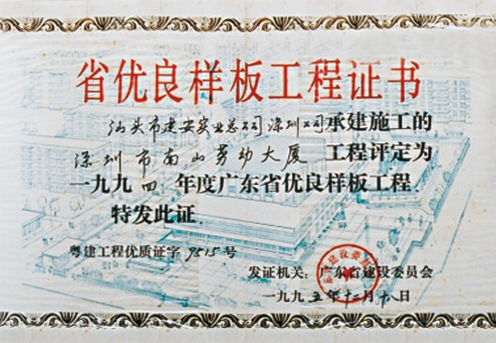 省优良样板工程证书
汕头市建安实业总公司深圳公司承建施工的
深圳市南山劳动大厦 工程评定为
一九九四 年度广东省优良样板工程.
特发此证.
粤建工程优质证字 9515 号
发证机关: 广东省建设委员会
一九九五年十二月十八日